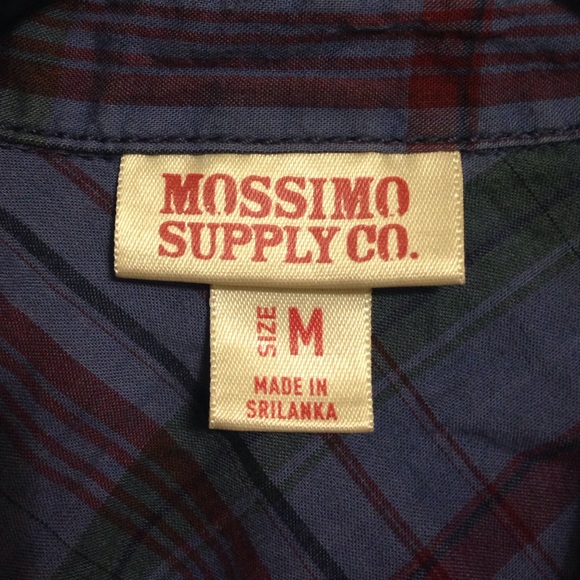 MOSSIMO
SUPPLY CO.
SIZE M
MADE IN
SRILANKA